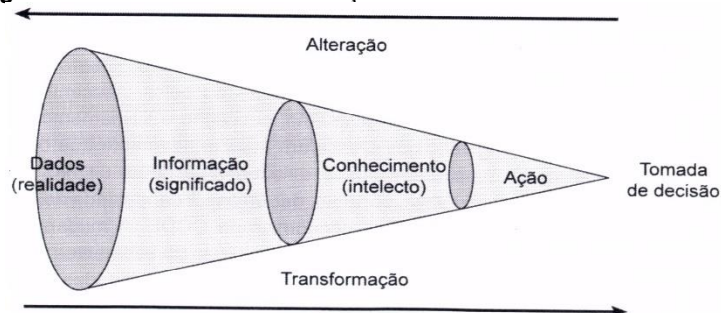 Alteração
Dados
(realidade)
Informação
(significado)
Conhecimento
(intelecto)
Ação
Tomada
de decisão
Transformação